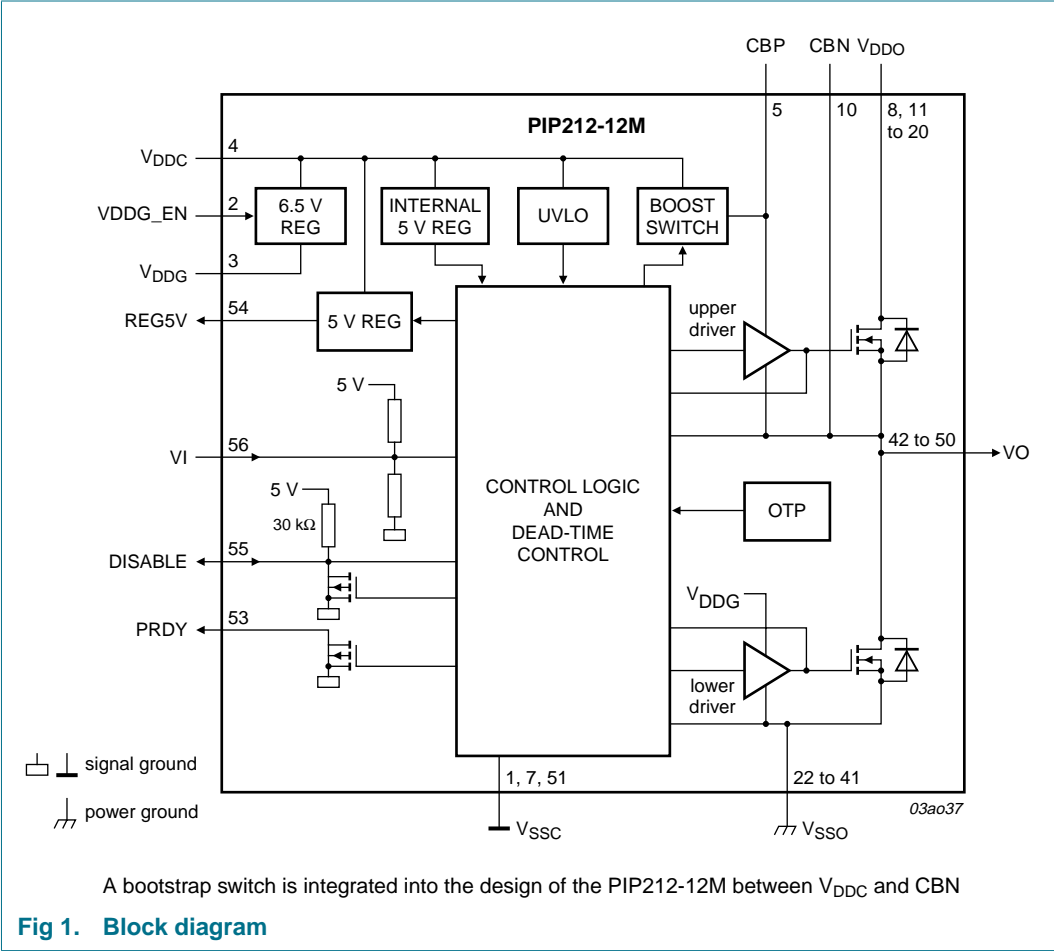 CBP CBN VDDO
5 10 8, 11
to 20
PIP212-12M
VDDC 4
VDDG_EN 2
6.5 V
REG
INTERNAL
5 V REG
UVLO
BOOST
SWITCH
VDDG 3
REG5V 54
5 V REG
upper
driver
5 V
VI 56
42 to 50 VO
CONTROL LOGIC
AND
DEAD-TIME
CONTROL
OTP
5 V
30 kΩ
DISABLE 55
VDDG
PRDY 53
lower
driver
signal ground
power ground
1, 7, 51
22 to 41
03ao37
VSSC
VSSO
A bootstrap switch is integrated into the design of the PIP212-12M between VDDC and CBN
Fig 1. Block diagram